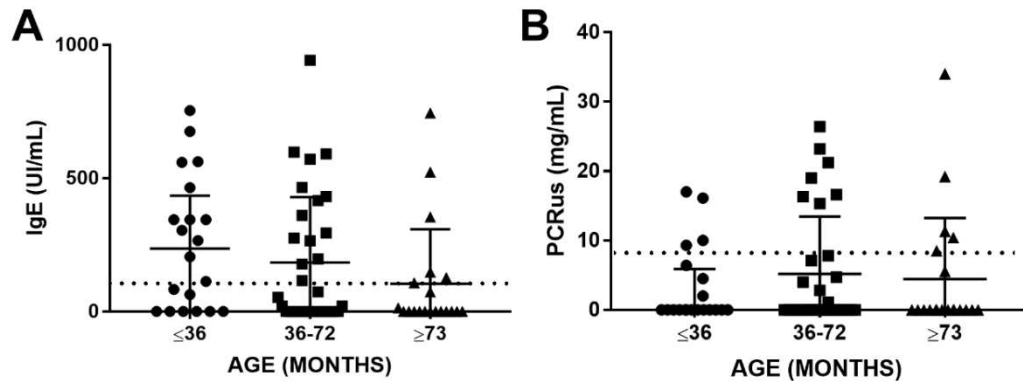 A
IgE (UI/mL)
1000
500
0
≤36
36-72
≥73
AGE (MONTHS)
B
PCRus (mg/mL)
40
30
20
10
0
≤36
36-72
≥73
AGE (MONTHS)